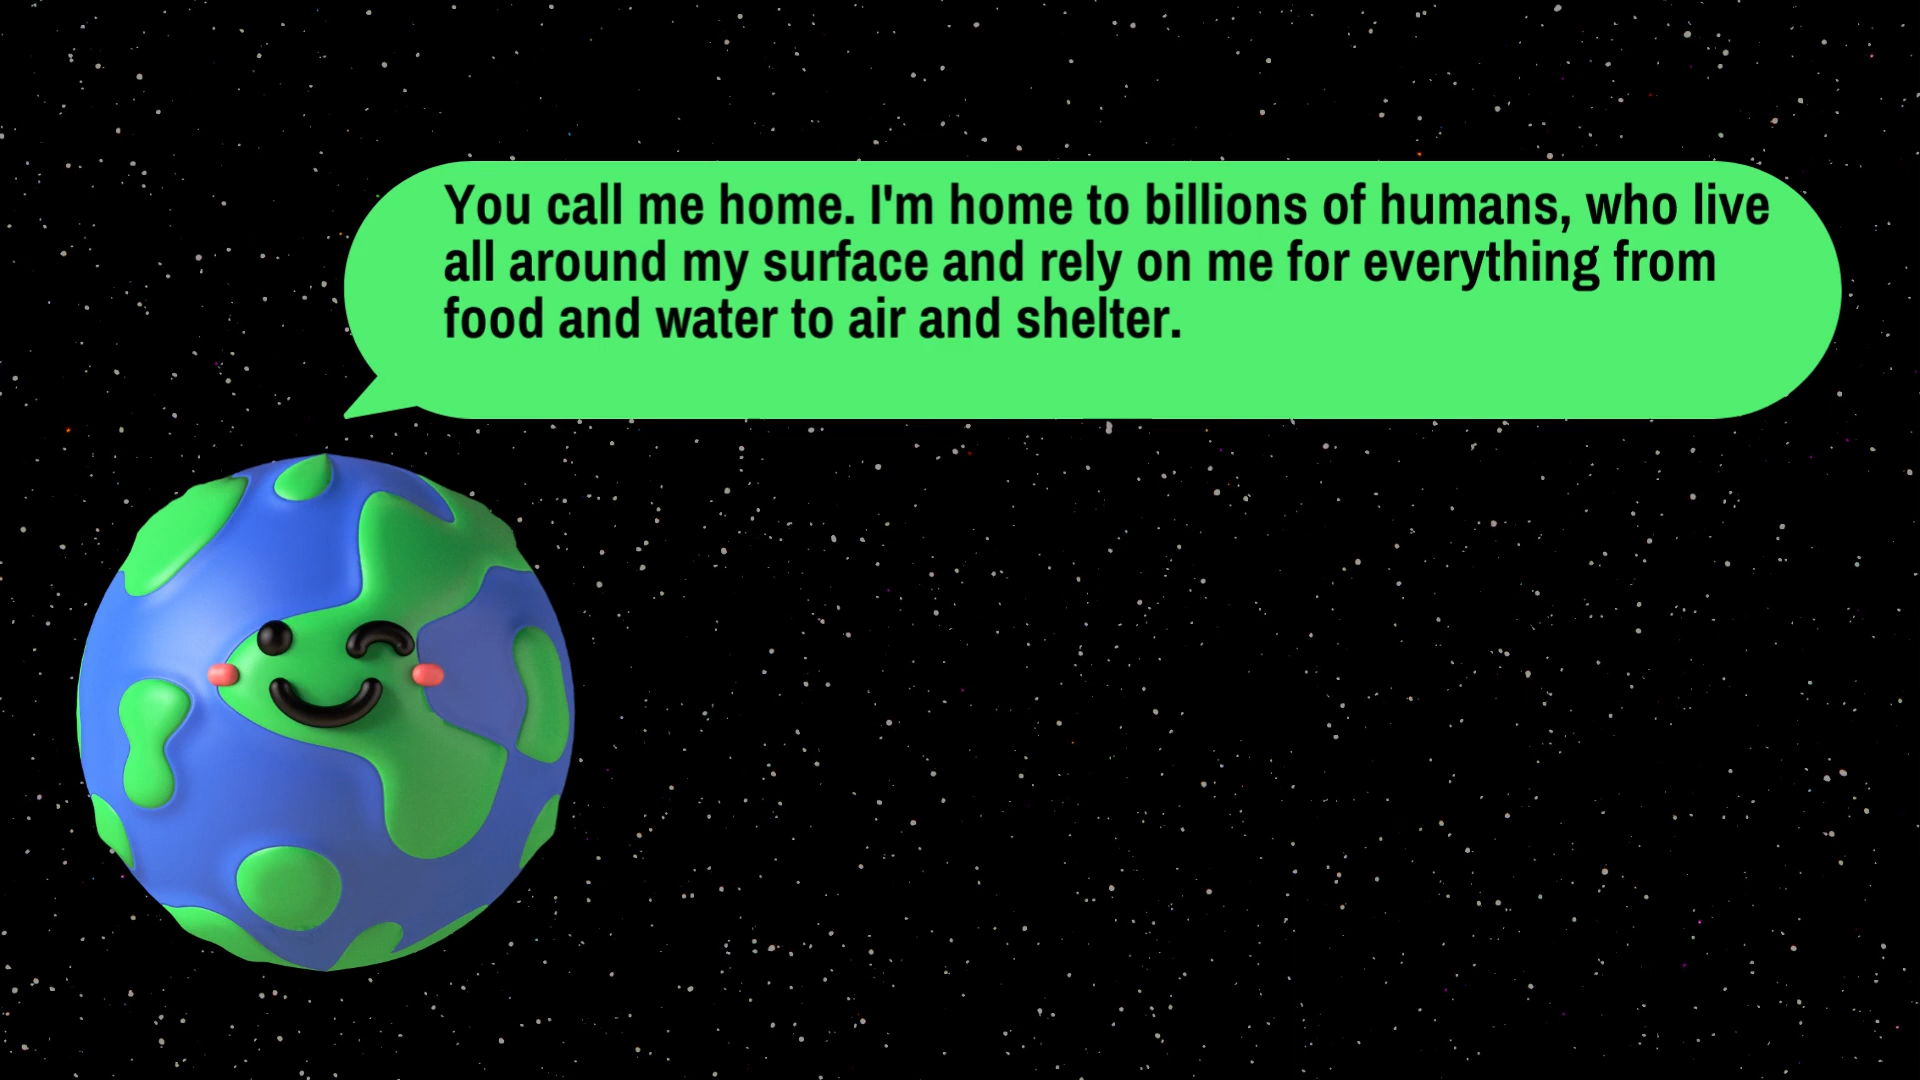 You call me home. I'm home to billions of humans, who live
all around my surface and rely on me for everything from
food and water to air and shelter.